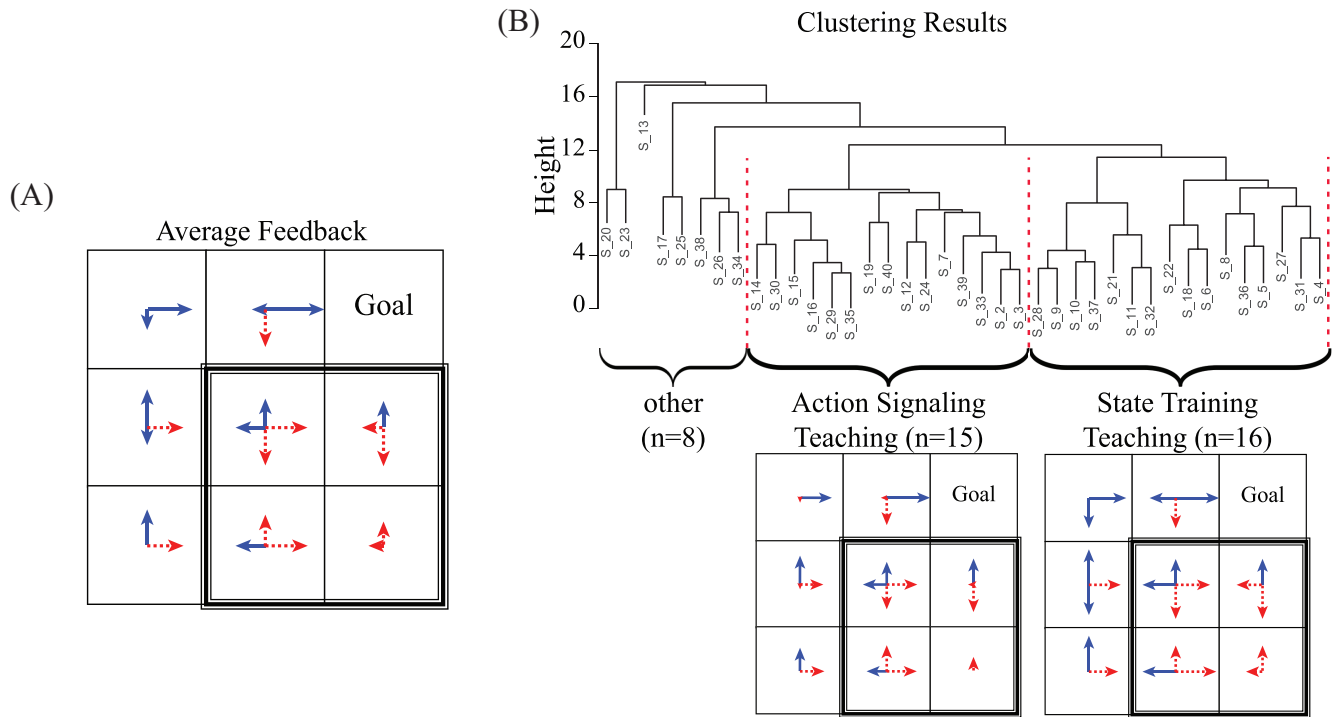 (A)
Average Feedback
Goal
(B)
Clustering Results
Height
20
16
12
8
4
0
S_20
S_23
S_13
S_17
S_25
S_38
S_26
S_34
S_14
S_30
S_15
S_16
S_29
S_35
S_19
S_40
S_12
S_24
S_7
S_39
S_33
S_2
S_3
S_28
S_9
S_10
S_37
S_21
S_11
S_32
S_22
S_18
S_6
S_8
S_36
S_5
S_27
S_31
S_4
other
(n=8)
Action Signaling
Teaching (n=15)
State Training
Teaching (n=16)
Goal
Goal